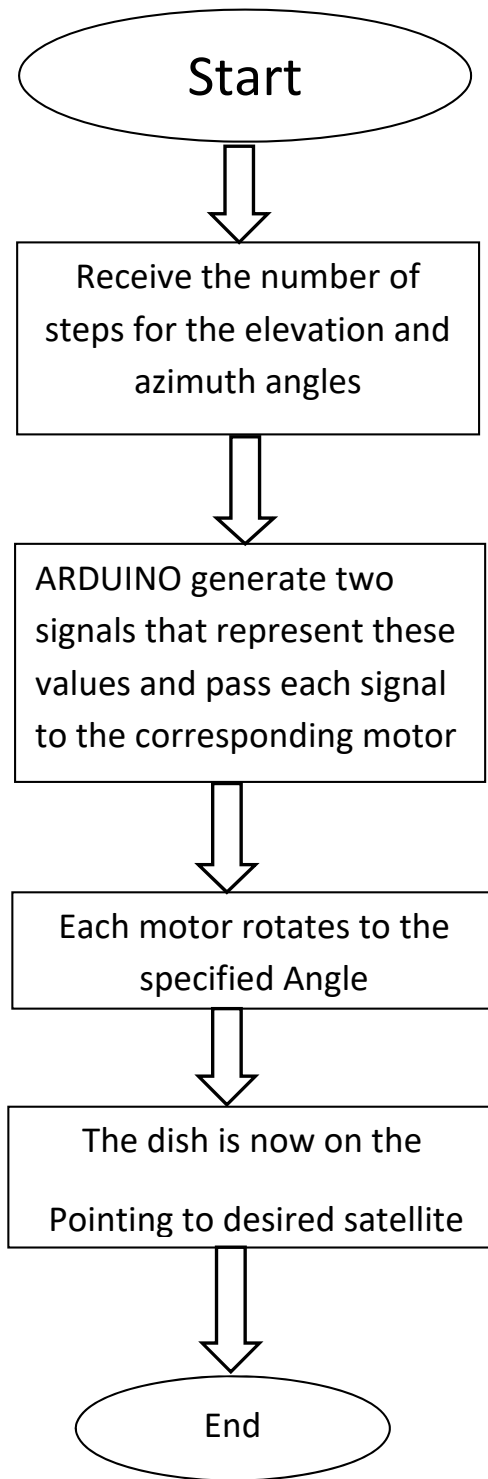 Start
Receive the number of
steps for the elevation and
azimuth angles
ARDUINO generate two
signals that represent these
values and pass each signal
to the corresponding motor
Each motor rotates to the
specified Angle
The dish is now on the
Pointing to desired satellite
End